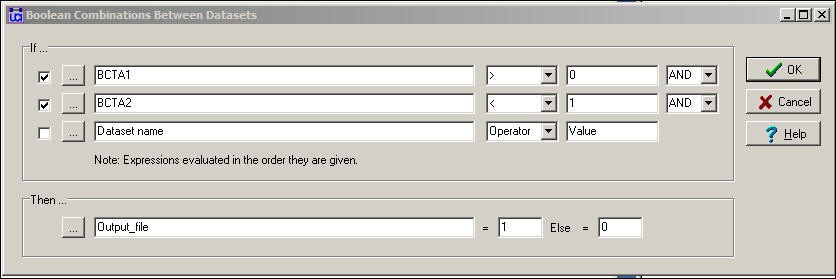 UCI Boolean Combinations Between Datasets
If ...
... BCTA1 > 0 AND
... BCTA2 < 1 AND
... Dataset name Operator Value
Note: Expressions evaluated in the order they are given.
OK
Cancel
? Help
Then ...
... Output_file = 1 Else = 0